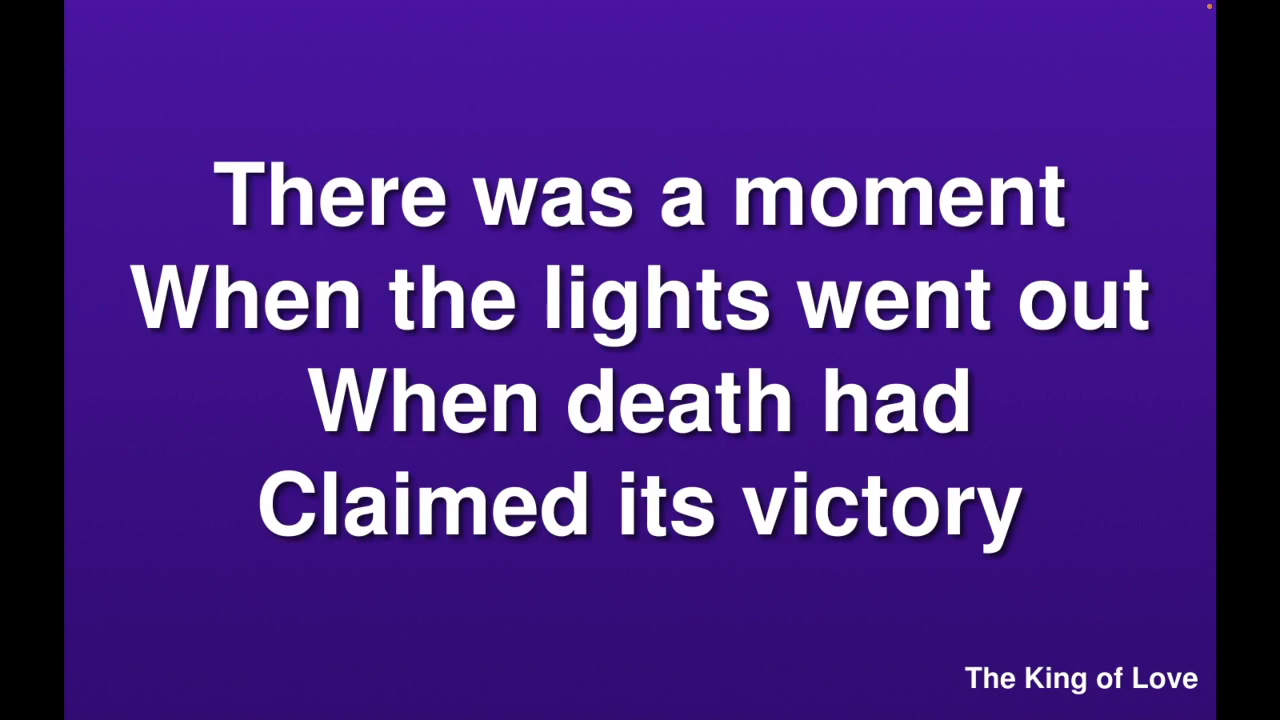 There was a moment
When the lights went out
When death had
Claimed its victory
The King of Love